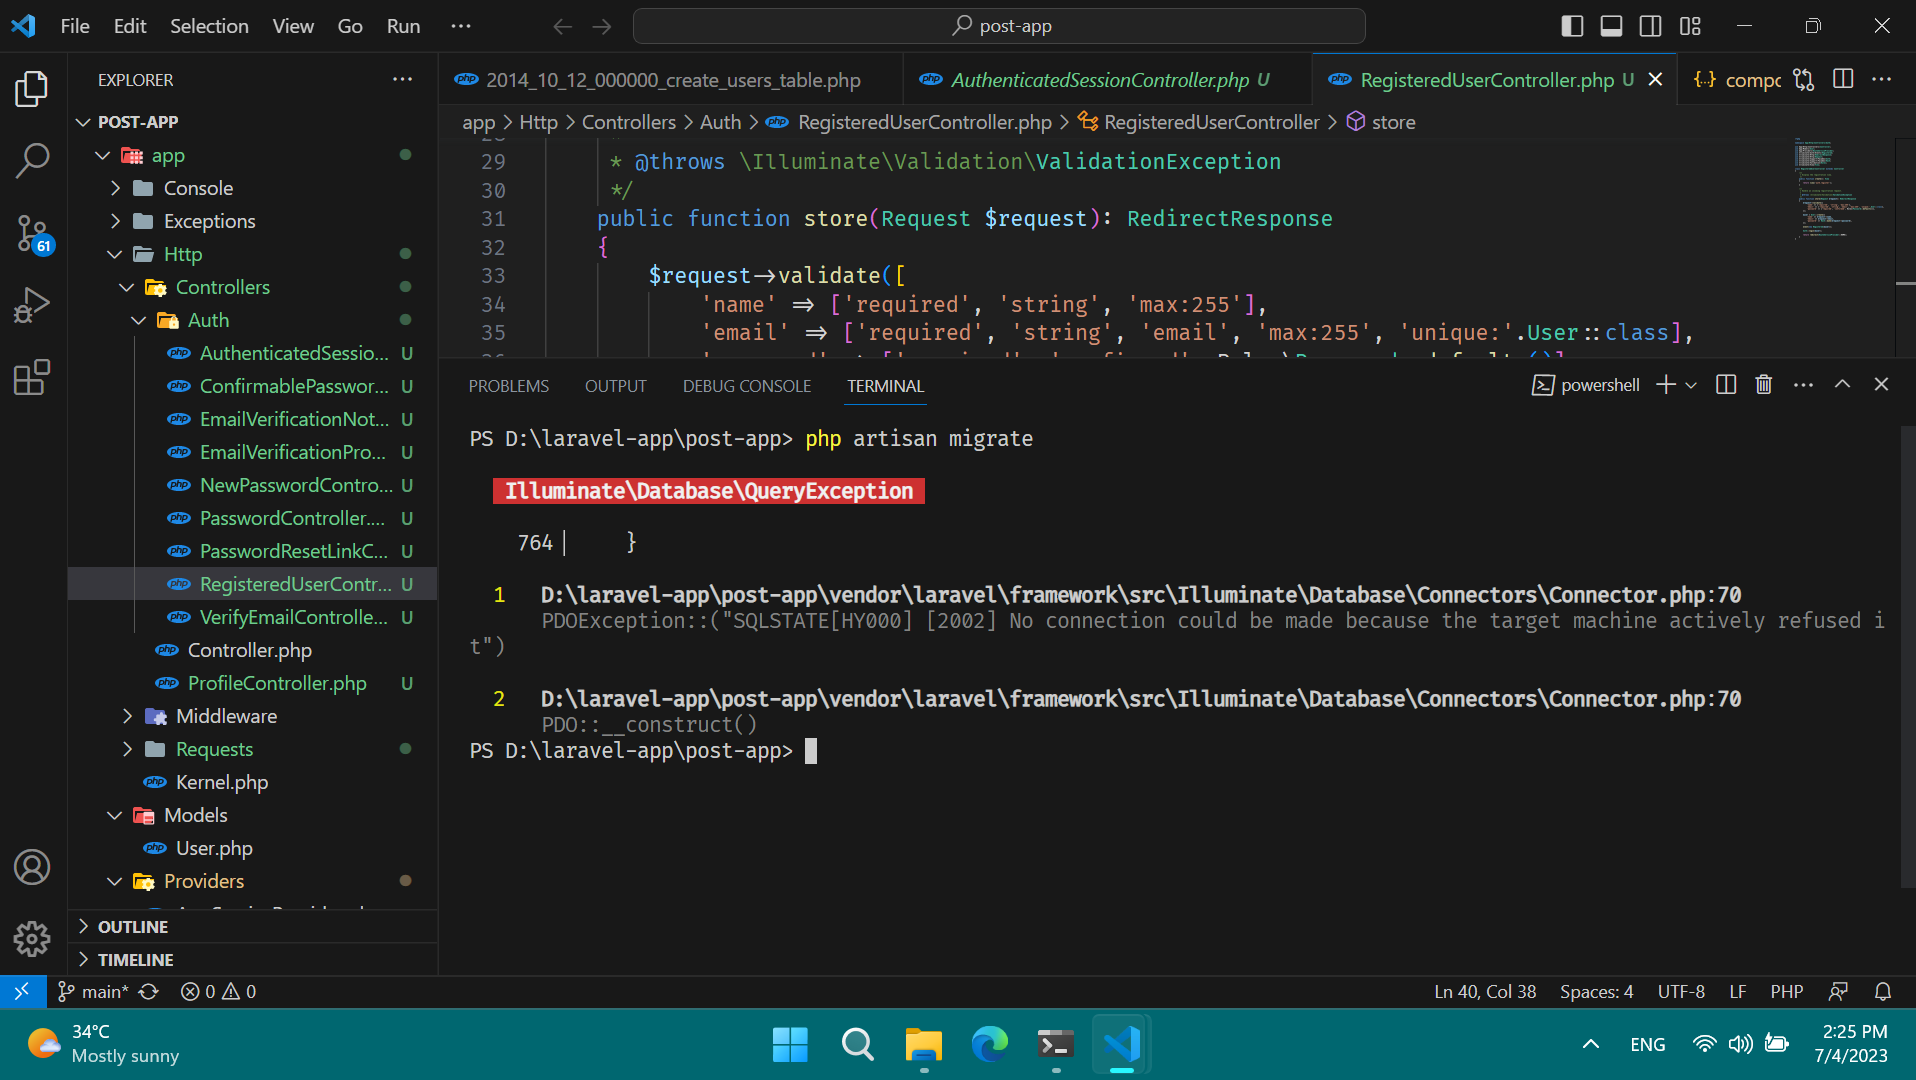 File Edit Selection View Go Run ···
post-app
EXPLORER
POST-APP
app
Console
Exceptions
Http
Controllers
Auth
AuthenticatedSessio... U
ConfirmablePasswor... U
EmailVerificationNot... U
EmailVerificationPro... U
NewPasswordContro... U
PasswordController.... U
PasswordResetLinkC... U
RegisteredUserContr... U
VerifyEmailControlle... U
Controller.php
ProfileController.php U
Middleware
Requests
Kernel.php
Models
User.php
Providers
OUTLINE
TIMELINE
61
2014_10_12_000000_create_users_table.php
AuthenticatedSessionController.php U
RegisteredUserController.php U
{..} compo
app > Http > Controllers > Auth > RegisteredUserController.php > RegisteredUserController > store
29 * @throws \Illuminate\Validation\ValidationException
30 */
31 public function store(Request $request): RedirectResponse
32 {
33 $request->validate([
34 'name' => ['required', 'string', 'max:255'],
35 'email' => ['required', 'string', 'email', 'max:255', 'unique:'.User::class],
PROBLEMS OUTPUT DEBUG CONSOLE TERMINAL
powershell
PS D:\laravel-app\post-app> php artisan migrate
Illuminate\Database\QueryException
764| }
1 D:\laravel-app\post-app\vendor\laravel\framework\src\Illuminate\Database\Connectors\Connector.php:70
PDOException::("SQLSTATE[HY000] [2002] No connection could be made because the target machine actively refused i
t")
2 D:\laravel-app\post-app\vendor\laravel\framework\src\Illuminate\Database\Connectors\Connector.php:70
PDO::__construct()
PS D:\laravel-app\post-app>
main* 0 0
Ln 40, Col 38 Spaces: 4 UTF-8 LF PHP
34°C
Mostly sunny
ENG
2:25 PM
7/4/2023